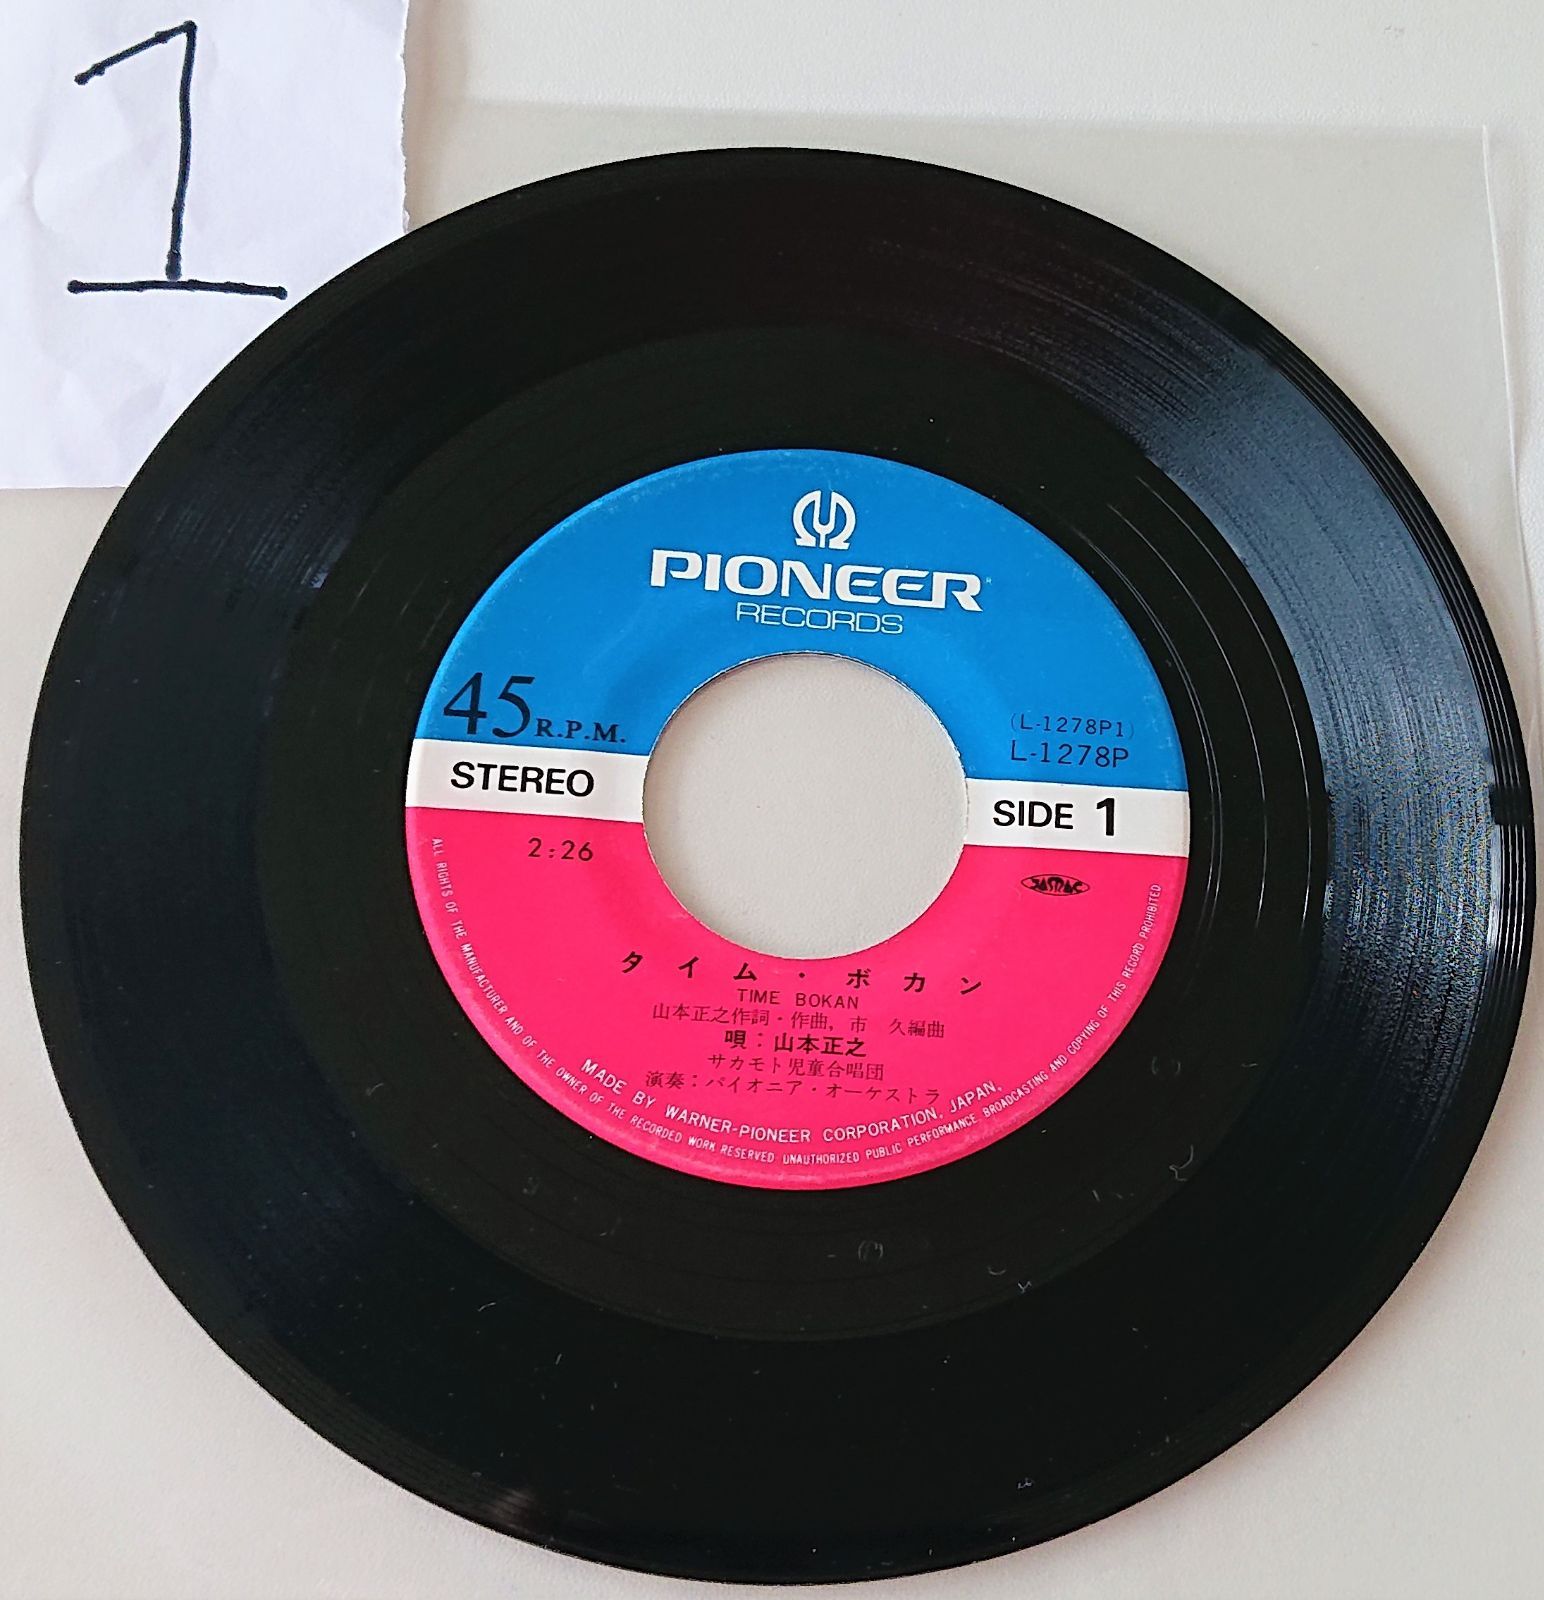 1
PIONEER
RECORDS
45 R.P.M.
(L-1278P1)
L-1278P
STEREO
SIDE 1
2:26
JASRAC
タイム・ボカン
TIME BOKAN
山本正之作詞・作曲, 市 久編曲
唄：山本正之
サカモト児童合唱団
演奏：パイオニア・オーケストラ
MADE BY WARNER-PIONEER CORPORATION, JAPAN.
ALL RIGHTS OF THE MANUFACTURER AND OF THE OWNER OF THE RECORDED WORK RESERVED UNAUTHORIZED PUBLIC PERFORMANCE BROADCASTING AND COPYING OF THIS RECORD PROHIBITED